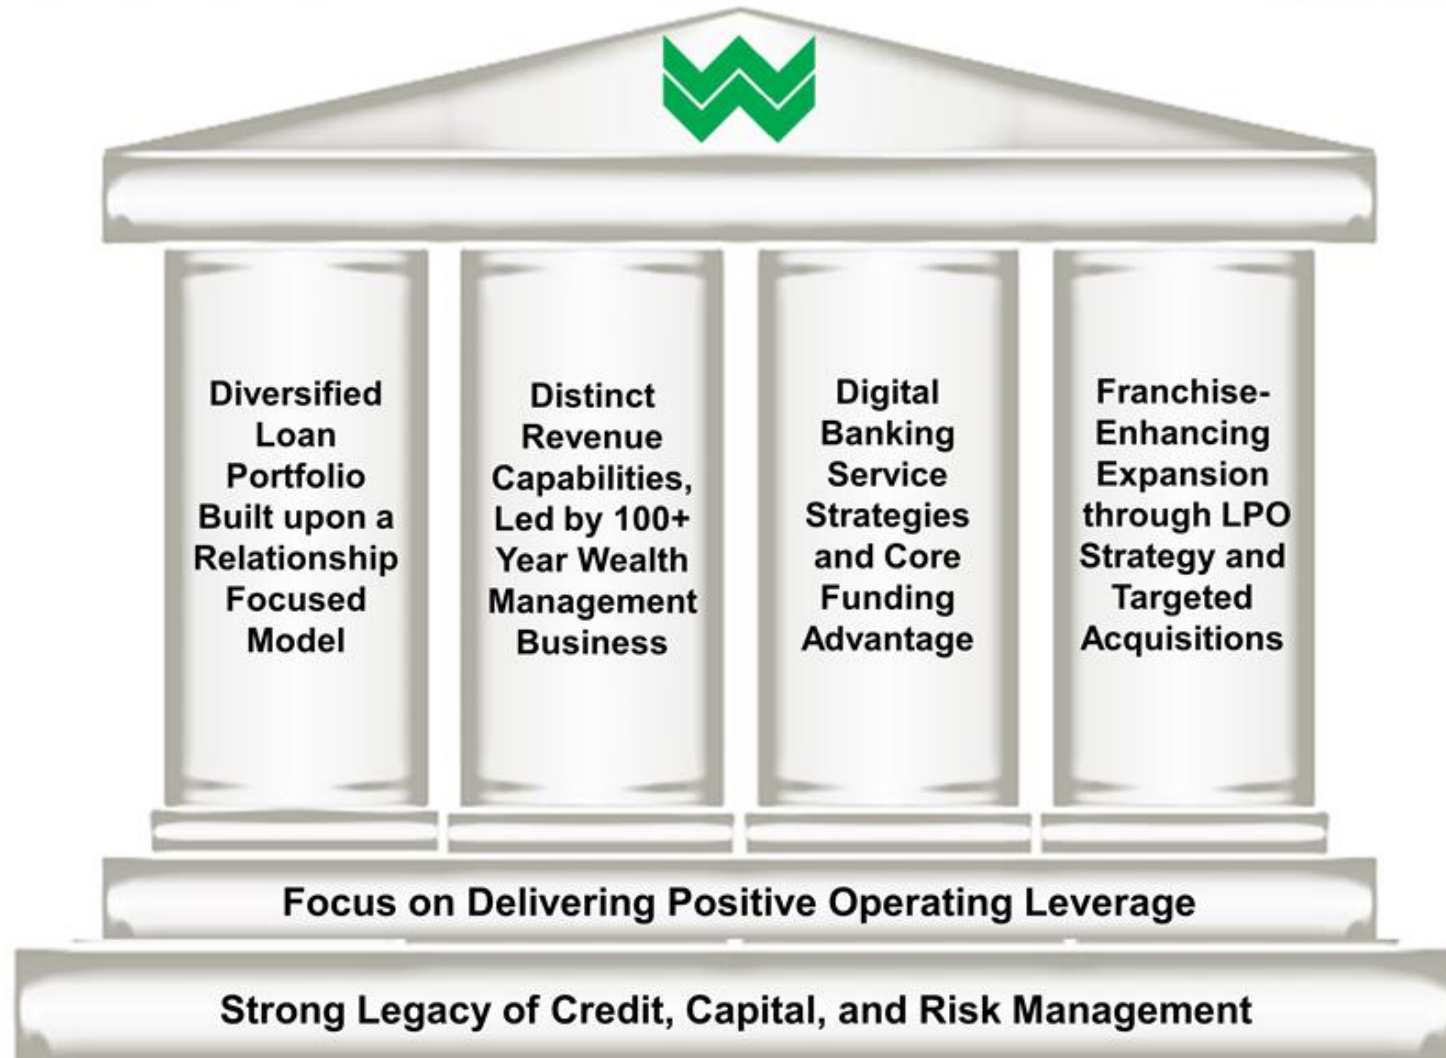 Diversified
Loan
Portfolio
Built upon a
Relationship
Focused
Model
Distinct
Revenue
Capabilities,
Led by 100+
Year Wealth
Management
Business
Digital
Banking
Service
Strategies
and Core
Funding
Advantage
Franchise-
Enhancing
Expansion
through LPO
Strategy and
Targeted
Acquisitions
Focus on Delivering Positive Operating Leverage
Strong Legacy of Credit, Capital, and Risk Management